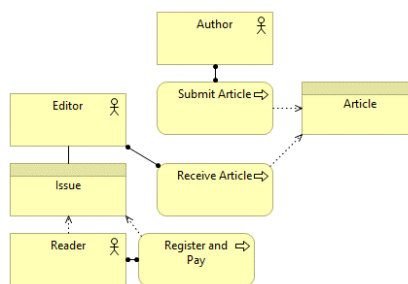 Author
Submit Article
Article
Editor
Receive Article
Issue
Reader
Register and
Pay